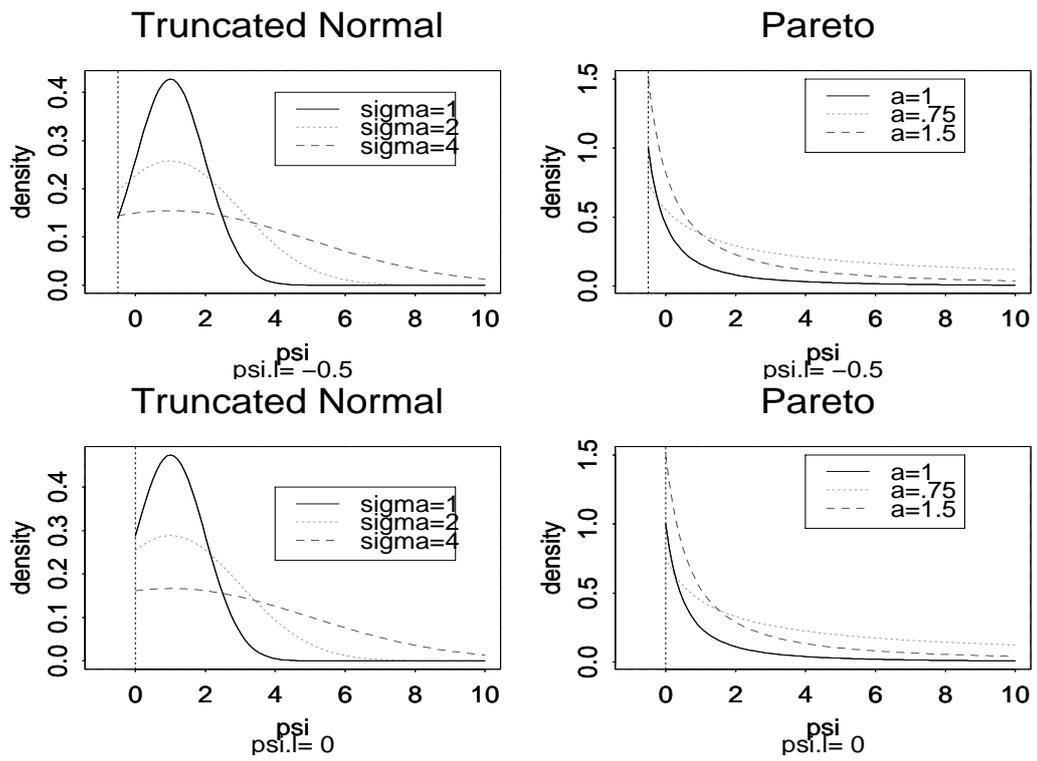 Truncated Normal
density
0.0 0.1 0.2 0.3 0.4
sigma=1
sigma=2
sigma=4
0 2 4 6 8 10
psi
psi.l= −0.5
Pareto
density
0.0 0.5 1.0 1.5
a=1
a=.75
a=1.5
0 2 4 6 8 10
psi
psi.l= −0.5
Truncated Normal
density
0.0 0.1 0.2 0.3 0.4
sigma=1
sigma=2
sigma=4
0 2 4 6 8 10
psi
psi.l= 0
Pareto
density
0.0 0.5 1.0 1.5
a=1
a=.75
a=1.5
0 2 4 6 8 10
psi
psi.l= 0